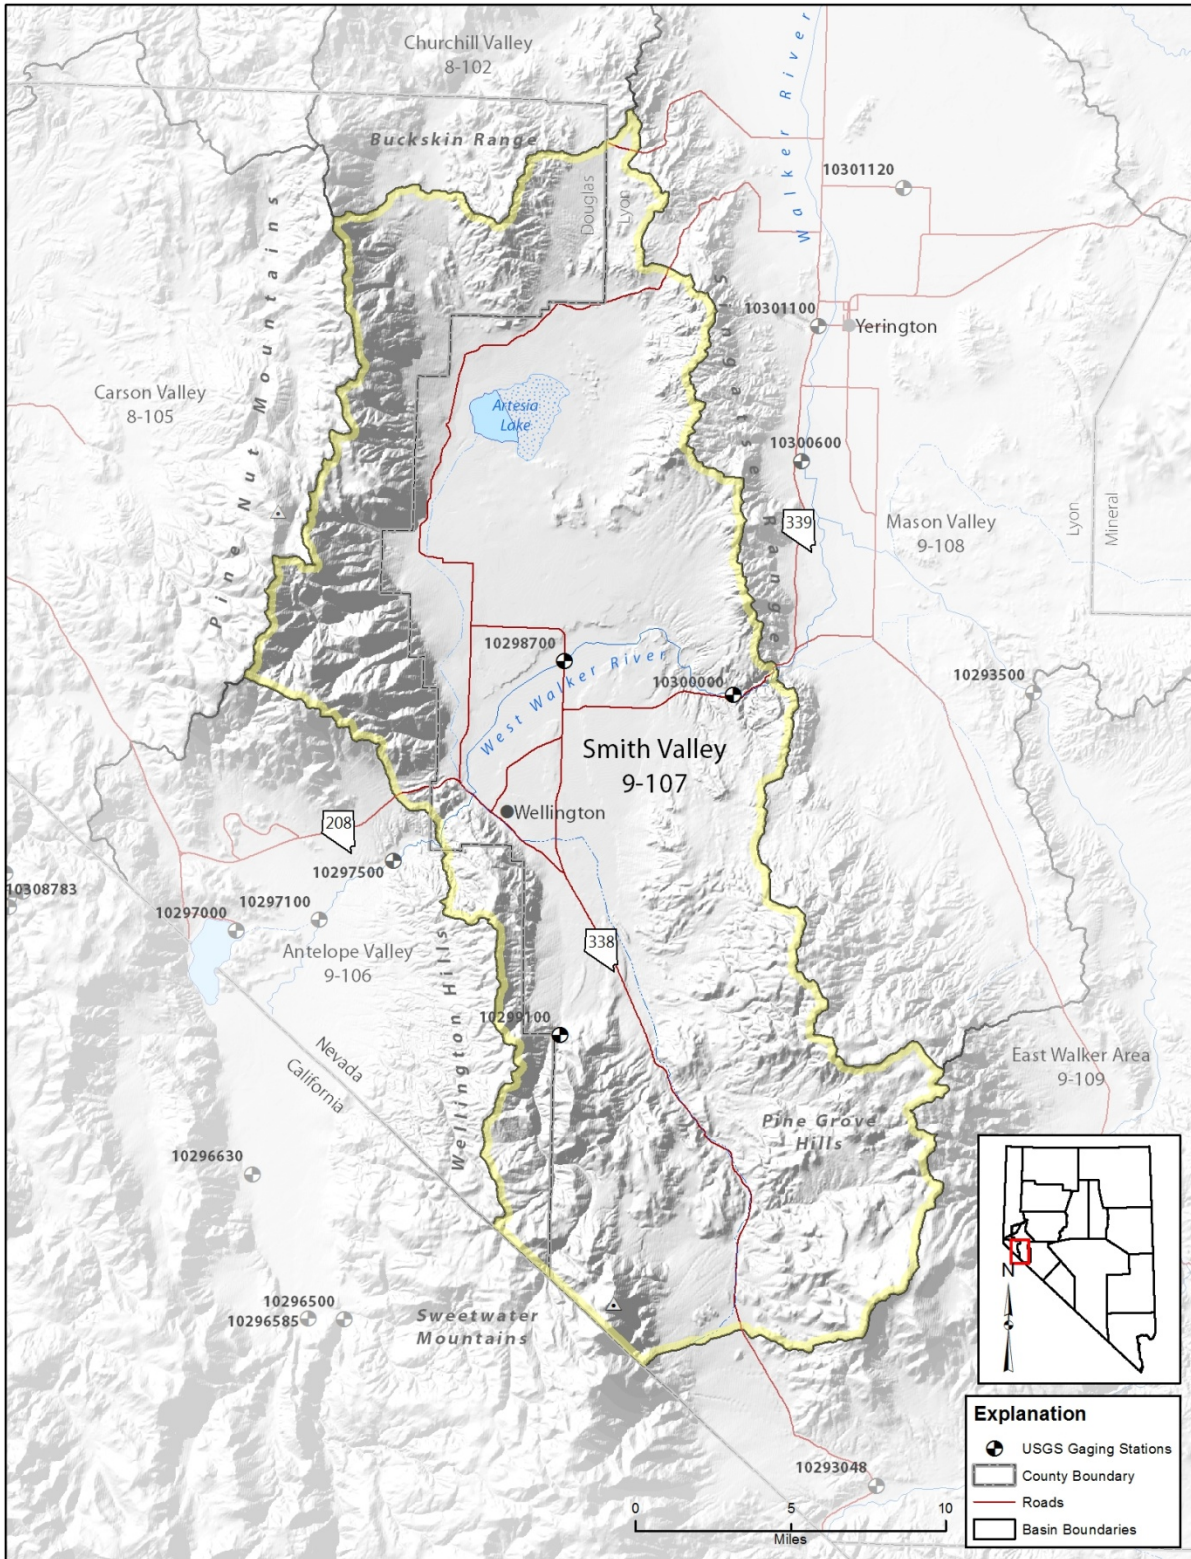 Churchill Valley
8-102
Walker River
Buckskin Range
10301120
Douglas
Lyon
Pine Nut Mountains
Singatse Range
10301100
Yerington
Carson Valley
8-105
Artesia
Lake
10300600
339
Mason Valley
9-108
Lyon
Mineral
10298700
West Walker River
10300000
10293500
Smith Valley
9-107
Wellington
208
10297500
10308783
10297100
10297000
Antelope Valley
9-106
338
Wellington Hills
10299100
Nevada
California
East Walker Area
9-109
Pine Grove
Hills
10296630
10296500
10296585
Sweetwater
Mountains
N
10293048
0 5 10
Miles
Explanation
USGS Gaging Stations
County Boundary
Roads
Basin Boundaries